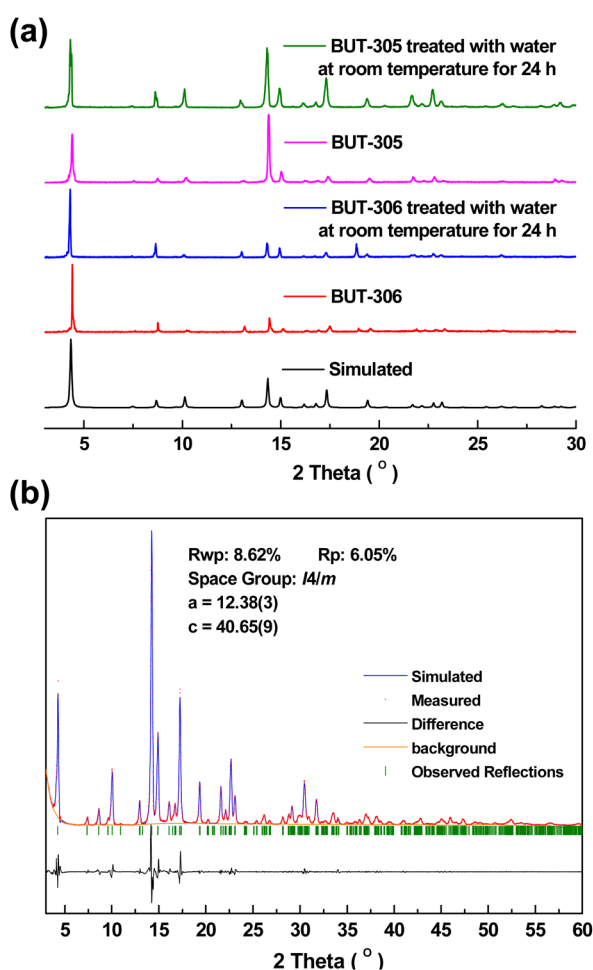 (a)
BUT-305 treated with water
at room temperature for 24 h
BUT-305
BUT-306 treated with water
at room temperature for 24 h
BUT-306
Simulated
5 10 15 20 25 30
2 Theta ( ° )
(b)
Rwp: 8.62% Rp: 6.05%
Space Group: I4/m
a = 12.38(3)
c = 40.65(9)
Simulated
Measured
Difference
background
Observed Reflections
5 10 15 20 25 30 35 40 45 50 55 60
2 Theta ( ° )